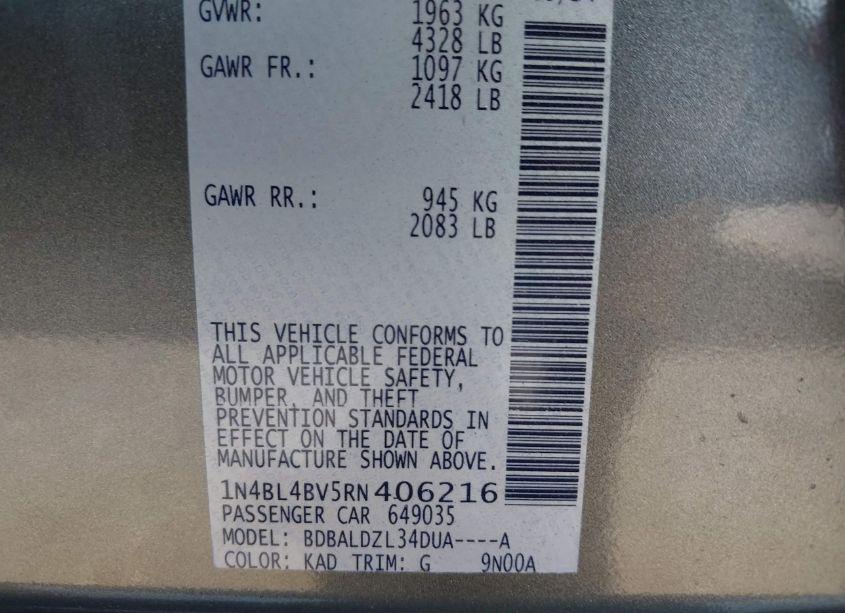 GVWR: 1963 KG
4328 LB
GAWR FR.: 1097 KG
2418 LB
GAWR RR.: 945 KG
2083 LB
THIS VEHICLE CONFORMS TO
ALL APPLICABLE FEDERAL
MOTOR VEHICLE SAFETY,
BUMPER, AND THEFT
PREVENTION STANDARDS IN
EFFECT ON THE DATE OF
MANUFACTURE SHOWN ABOVE.
1N4BL4BV5RN406216
PASSENGER CAR 649035
MODEL: BDBALDZL34DUA----A
COLOR: KAD TRIM: G 9N00A